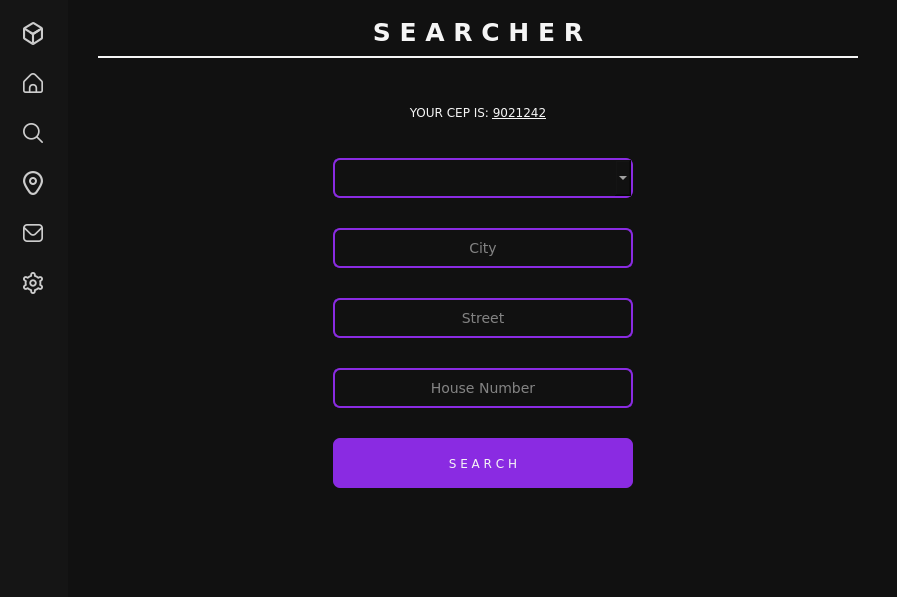 SEARCHER
YOUR CEP IS: 9021242
City
Street
House Number
SEARCH